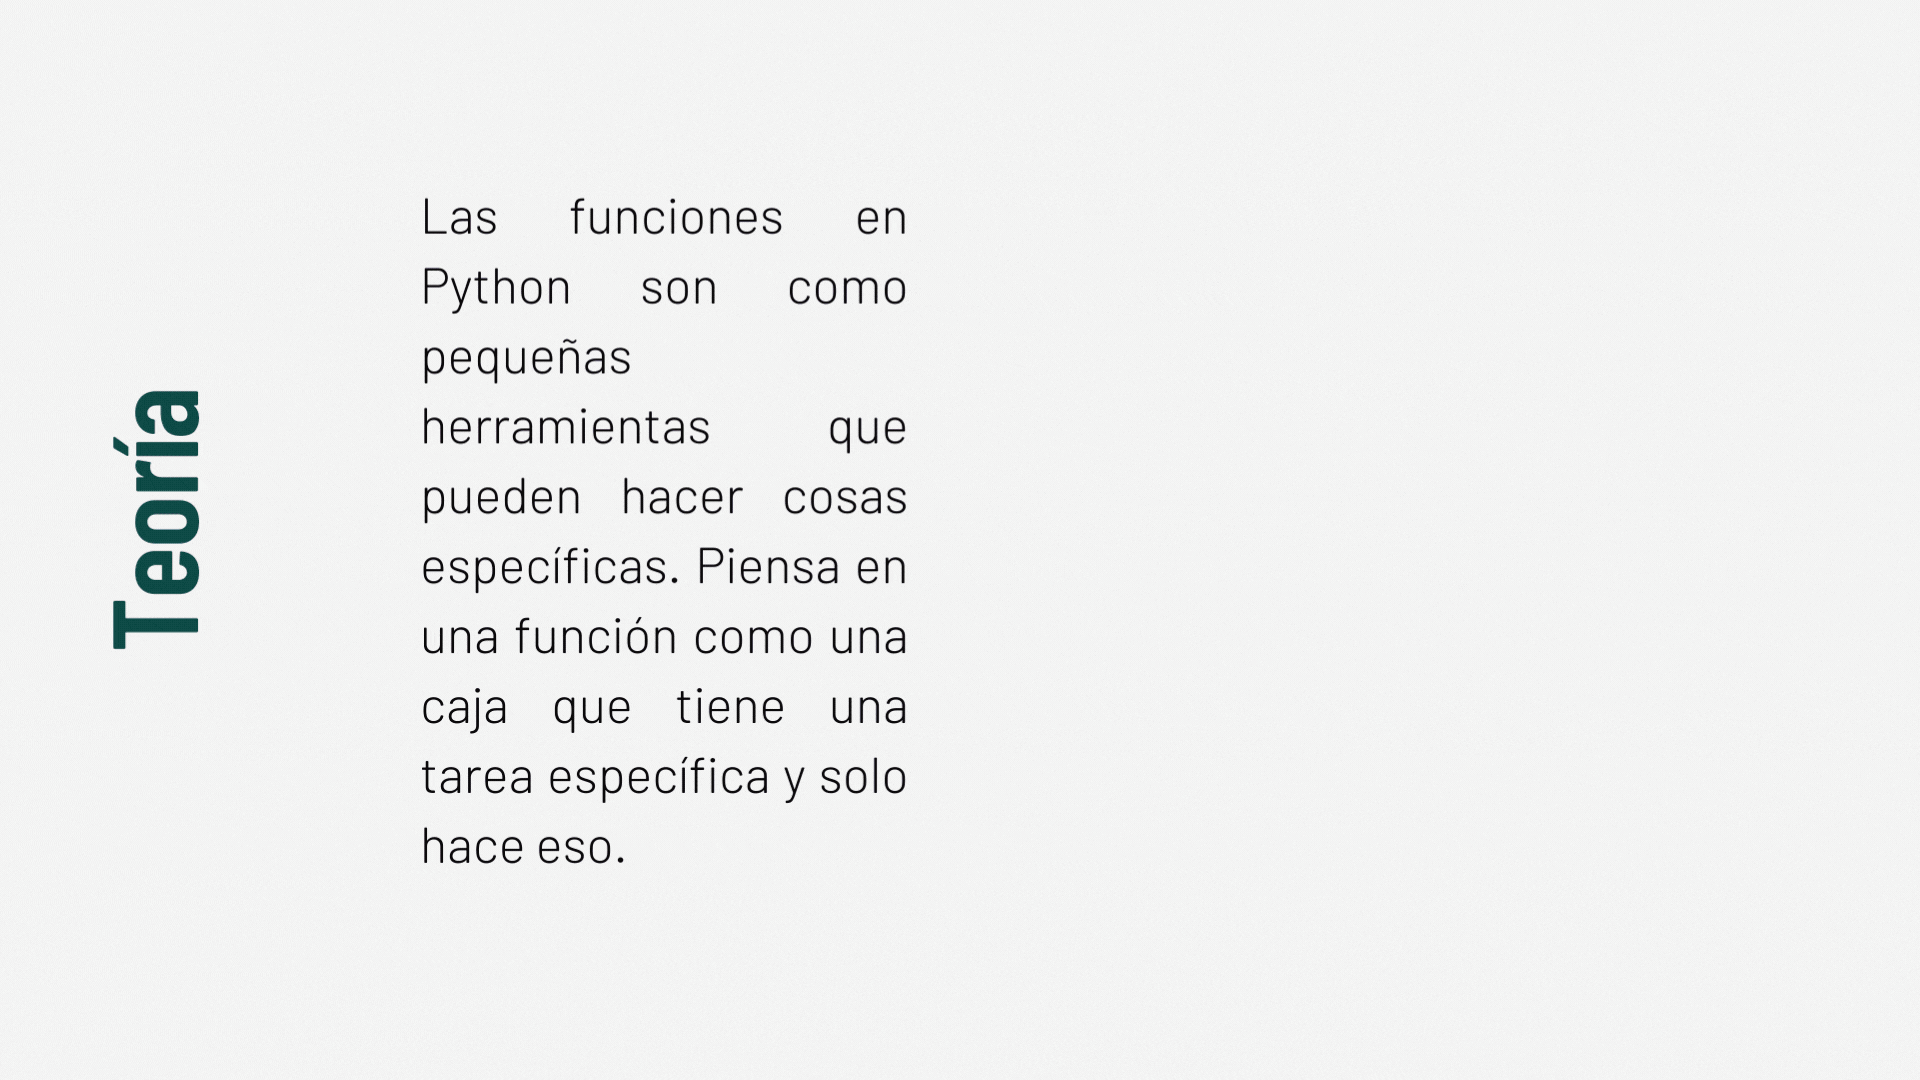 Teoría
Las funciones en
Python son como
pequeñas
herramientas que
pueden hacer cosas
específicas. Piensa en
una función como una
caja que tiene una
tarea específica y solo
hace eso.